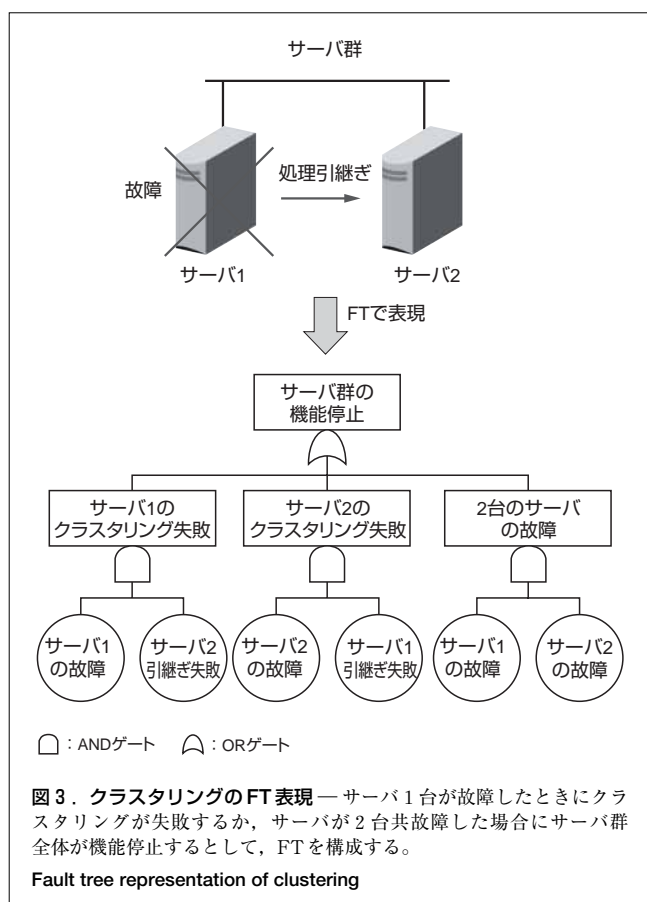 サーバ群
故障
処理引継ぎ
サーバ1
サーバ2
FTで表現
サーバ群の
機能停止
サーバ1の
クラスタリング失敗
サーバ2の
クラスタリング失敗
2台のサーバ
の故障
サーバ1
の故障
サーバ2
引継ぎ失敗
サーバ2
の故障
サーバ1
引継ぎ失敗
サーバ1
の故障
サーバ2
の故障
：ANDゲート ：ORゲート
図3．クラスタリングのFT表現 — サーバ1台が故障したときにクラ
スタリングが失敗するか，サーバが2台共故障した場合にサーバ群
全体が機能停止するとして，FTを構成する。
Fault tree representation of clustering